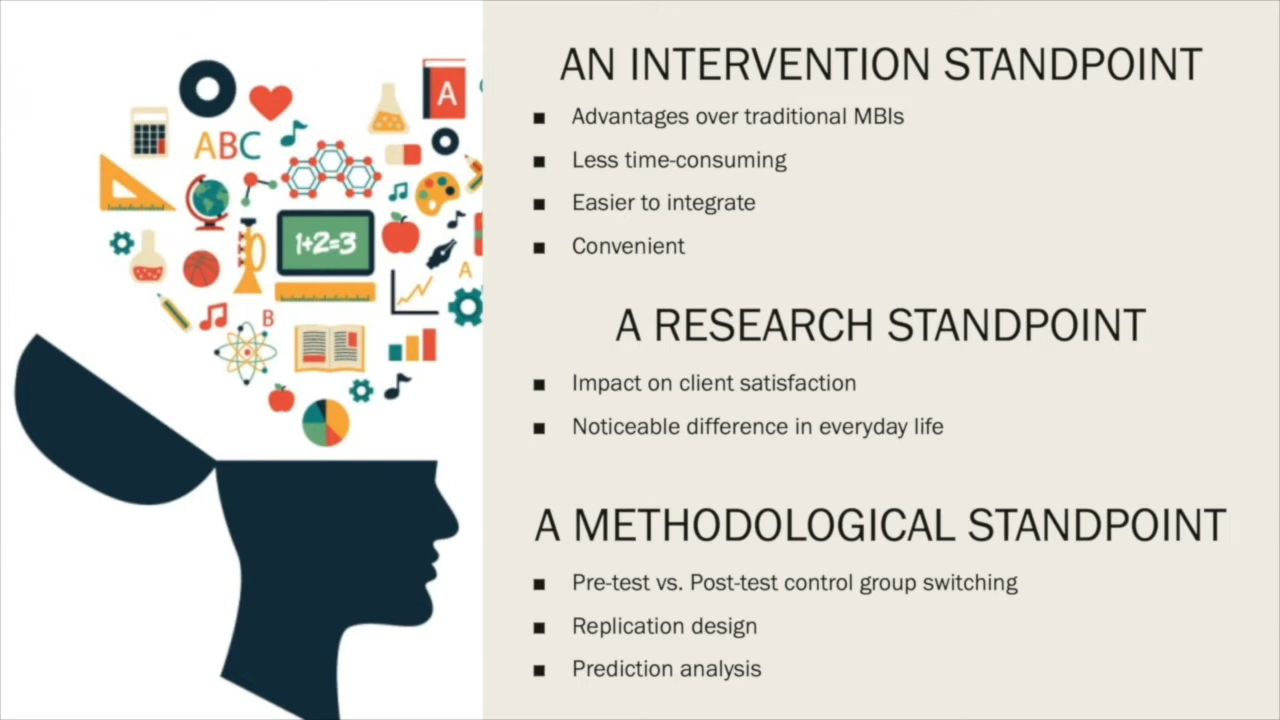 A
ABC
1+2=3
A
B
AN INTERVENTION STANDPOINT
Advantages over traditional MBIs
Less time-consuming
Easier to integrate
Convenient
A RESEARCH STANDPOINT
Impact on client satisfaction
Noticeable difference in everyday life
A METHODOLOGICAL STANDPOINT
Pre-test vs. Post-test control group switching
Replication design
Prediction analysis